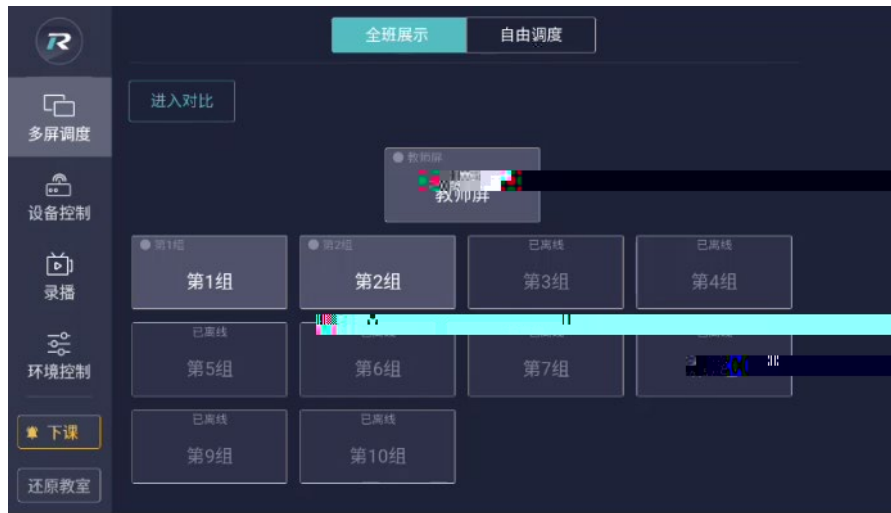 全班展示
自由调度
进入对比
多屏调度
设备控制
录播
环境控制
下课
还原教室
教师屏
教师屏
第1组
第1组
第2组
第2组
已离线
第3组
已离线
第4组
已离线
第5组
第6组
第7组
已离线
第9组
已离线
第10组